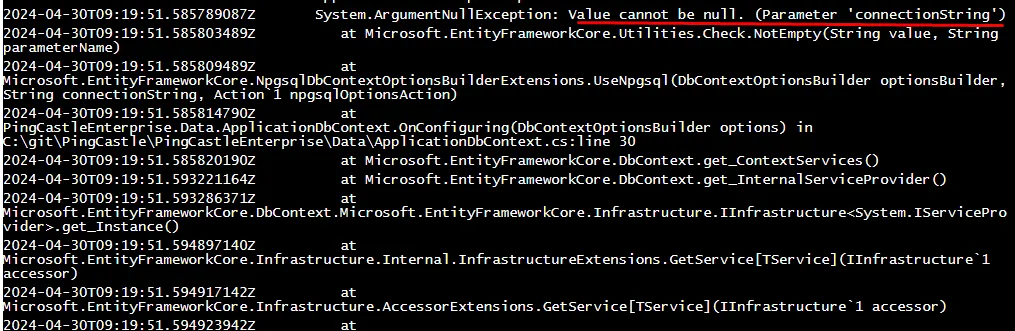 2024-04-30T09:19:51.585789087Z System.ArgumentNullException: Value cannot be null. (Parameter 'connectionString')
2024-04-30T09:19:51.585803489Z at Microsoft.EntityFrameworkCore.Utilities.Check.NotEmpty(String value, String
parameterName)
2024-04-30T09:19:51.585809489Z at
Microsoft.EntityFrameworkCore.NpgsqlDbContextOptionsBuilderExtensions.UseNpgsql(DbContextOptionsBuilder optionsBuilder,
String connectionString, Action`1 npgsqlOptionsAction)
2024-04-30T09:19:51.585814790Z at
PingCastleEnterprise.Data.ApplicationDbContext.OnConfiguring(DbContextOptionsBuilder options) in
C:\git\PingCastle\PingCastleEnterprise\Data\ApplicationDbContext.cs:line 30
2024-04-30T09:19:51.585820190Z at Microsoft.EntityFrameworkCore.DbContext.get_ContextServices()
2024-04-30T09:19:51.593221164Z at Microsoft.EntityFrameworkCore.DbContext.get_InternalServiceProvider()
2024-04-30T09:19:51.593286371Z at
Microsoft.EntityFrameworkCore.DbContext.Microsoft.EntityFrameworkCore.Infrastructure.IInfrastructure<System.IServicePro
vider>.get_Instance()
2024-04-30T09:19:51.594897140Z at
Microsoft.EntityFrameworkCore.Infrastructure.Internal.InfrastructureExtensions.GetService[TService](IInfrastructure`1
accessor)
2024-04-30T09:19:51.594917142Z at
Microsoft.EntityFrameworkCore.Infrastructure.AccessorExtensions.GetService[TService](IInfrastructure`1 accessor)
2024-04-30T09:19:51.594923942Z at